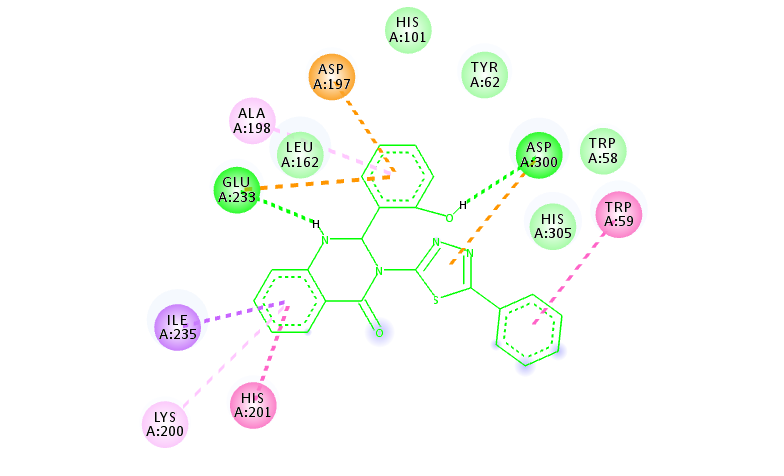 HIS
A:101
ASP
A:197
TYR
A:62
ALA
A:198
LEU
A:162
ASP
A:300
TRP
A:58
GLU
A:233
H
O
TRP
A:59
H
HIS
A:305
N
N
N
N
S
ILE
A:235
O
HIS
A:201
LYS
A:200